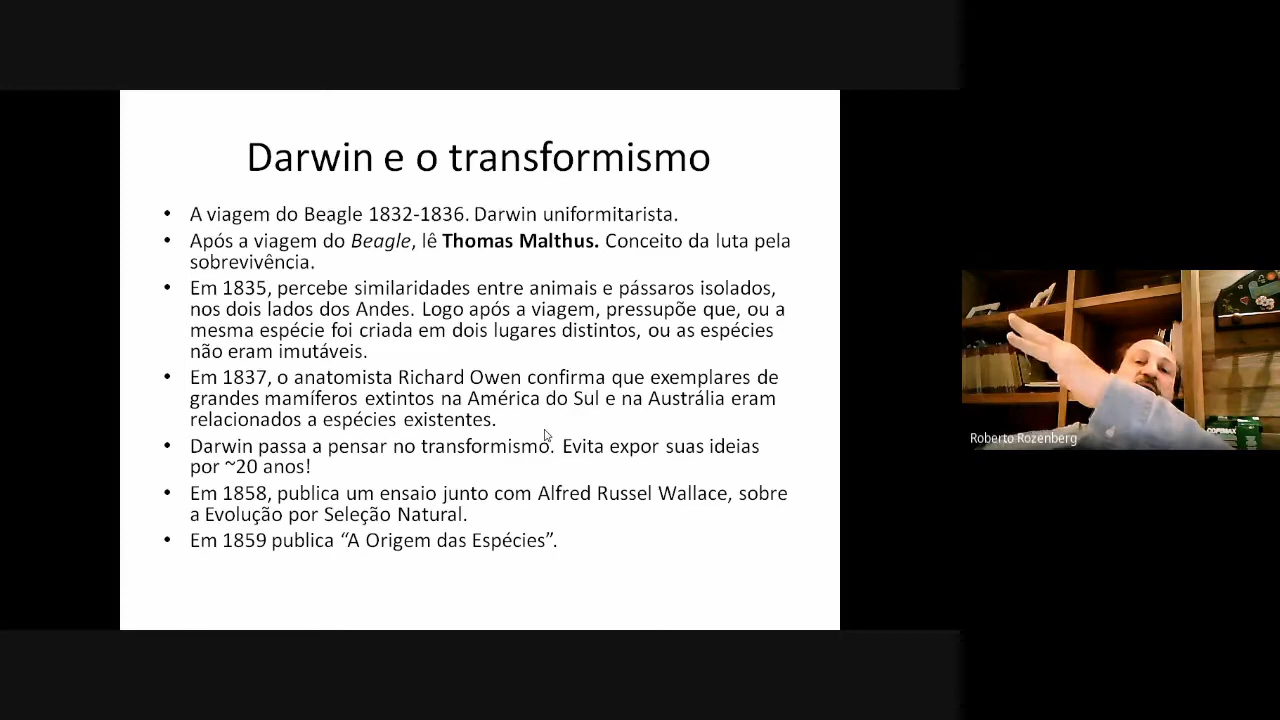 Darwin e o transformismo
• A viagem do Beagle 1832-1836. Darwin uniformitarista.
• Após a viagem do Beagle, lê Thomas Malthus. Conceito da luta pela
sobrevivência.
• Em 1835, percebe similaridades entre animais e pássaros isolados,
nos dois lados dos Andes. Logo após a viagem, pressupõe que, ou a
mesma espécie foi criada em dois lugares distintos, ou as espécies
não eram imutáveis.
• Em 1837, o anatomista Richard Owen confirma que exemplares de
grandes mamíferos extintos na América do Sul e na Austrália eram
relacionados a espécies existentes.
• Darwin passa a pensar no transformismo. Evita expor suas ideias
por ~20 anos!
• Em 1858, publica um ensaio junto com Alfred Russel Wallace, sobre
a Evolução por Seleção Natural.
• Em 1859 publica “A Origem das Espécies”.
Roberto Rozenberg